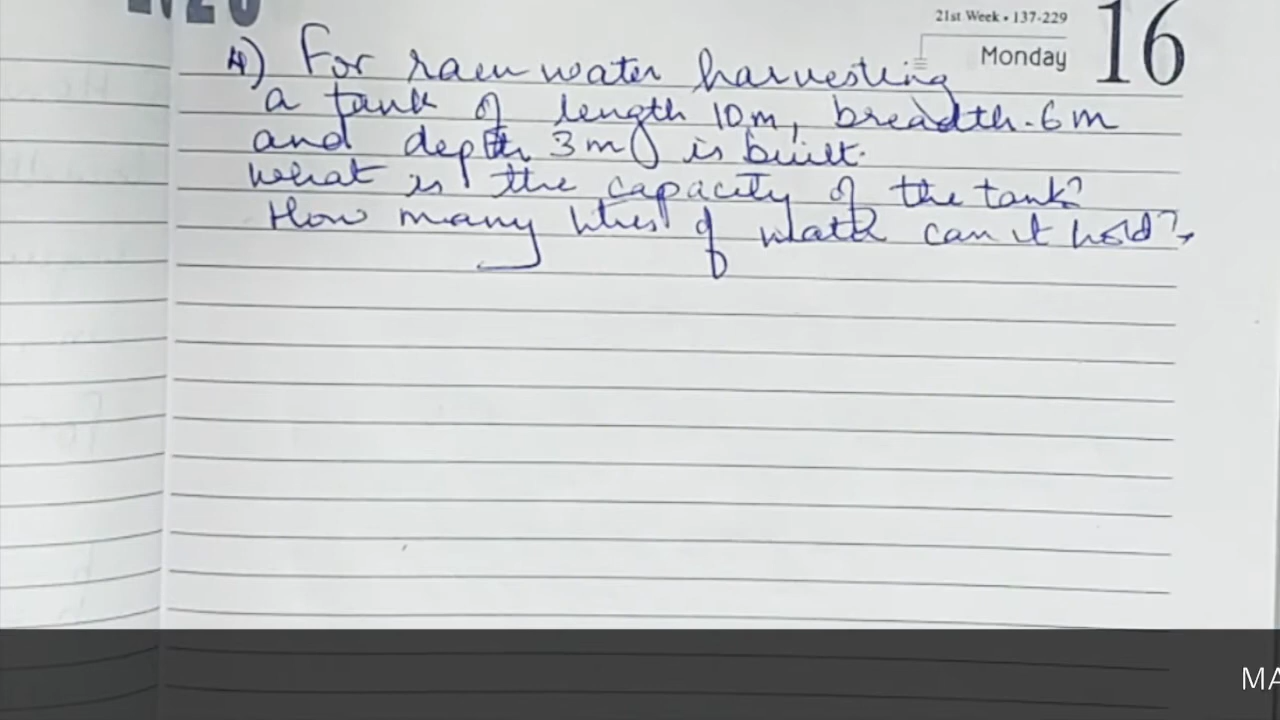 21st Week • 137-229
Monday 16
4) For rain water harvesting
a tank of length 10m, breadth-6m
and depth 3m is built.
What is the capacity of the tank?
How many litres of water can it hold?
MA